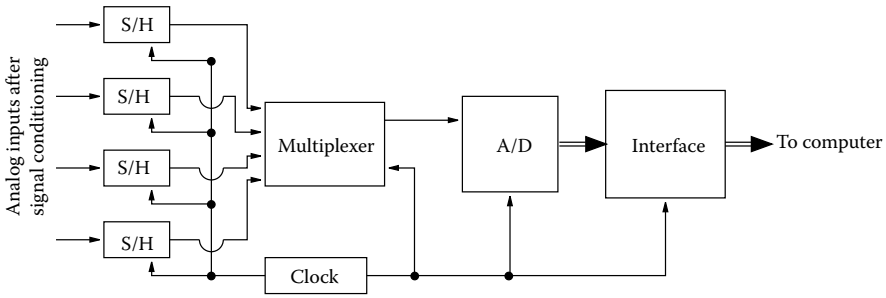 Analog inputs after
signal conditioning
S/H
S/H
S/H
S/H
Multiplexer
A/D
Interface
To computer
Clock